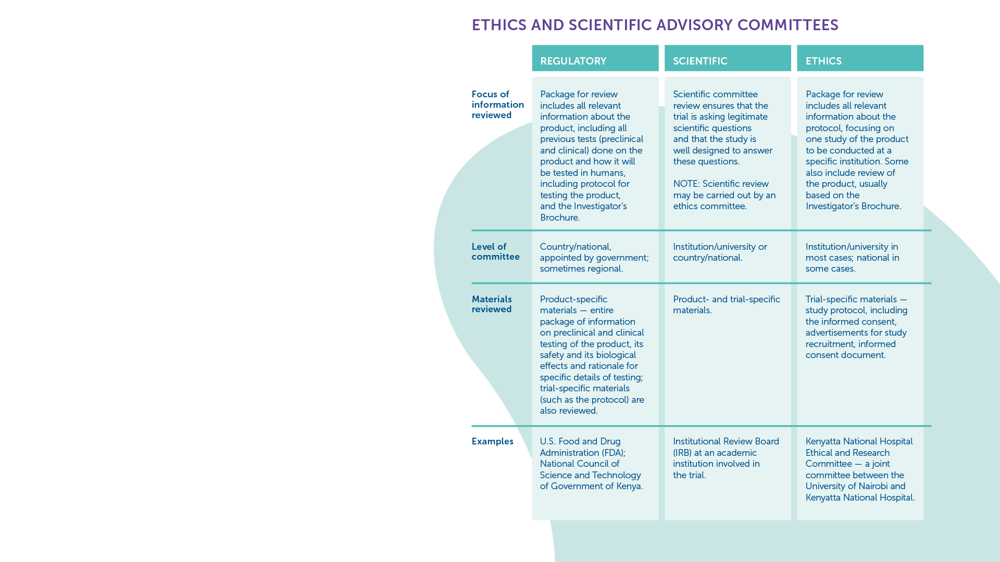 ETHICS AND SCIENTIFIC ADVISORY COMMITTEES
REGULATORY
SCIENTIFIC
ETHICS
Focus of
information
reviewed
Package for review
includes all relevant
information about the
product, including all
previous tests (preclinical
and clinical) done on the
product and how it will
be tested in humans,
including protocol for
testing the product,
and the Investigator’s
Brochure.
Scientific committee
review ensures that the
trial is asking legitimate
scientific questions
and that the study is
well designed to answer
these questions.
NOTE: Scientific review
may be carried out by an
ethics committee.
Package for review
includes all relevant
information about the
protocol, focusing on
one study of the product
to be conducted at a
specific institution. Some
also include review of
the product, usually
based on the
Investigator’s Brochure.
Level of
committee
Country/national,
appointed by government;
sometimes regional.
Institution/university or
country/national.
Institution/university in
most cases; national in
some cases.
Materials
reviewed
Product-specific
materials — entire
package of information
on preclinical and clinical
testing of the product, its
safety and its biological
effects and rationale for
specific details of testing;
trial-specific materials
(such as the protocol) are
also reviewed.
Product- and trial-specific
materials.
Trial-specific materials —
study protocol, including
the informed consent,
advertisements for study
recruitment, informed
consent document.
Examples
U.S. Food and Drug
Administration (FDA);
National Council of
Science and Technology
of Government of Kenya.
Institutional Review Board
(IRB) at an academic
institution involved in
the trial.
Kenyatta National Hospital
Ethical and Research
Committee — a joint
committee between the
University of Nairobi and
Kenyatta National Hospital.